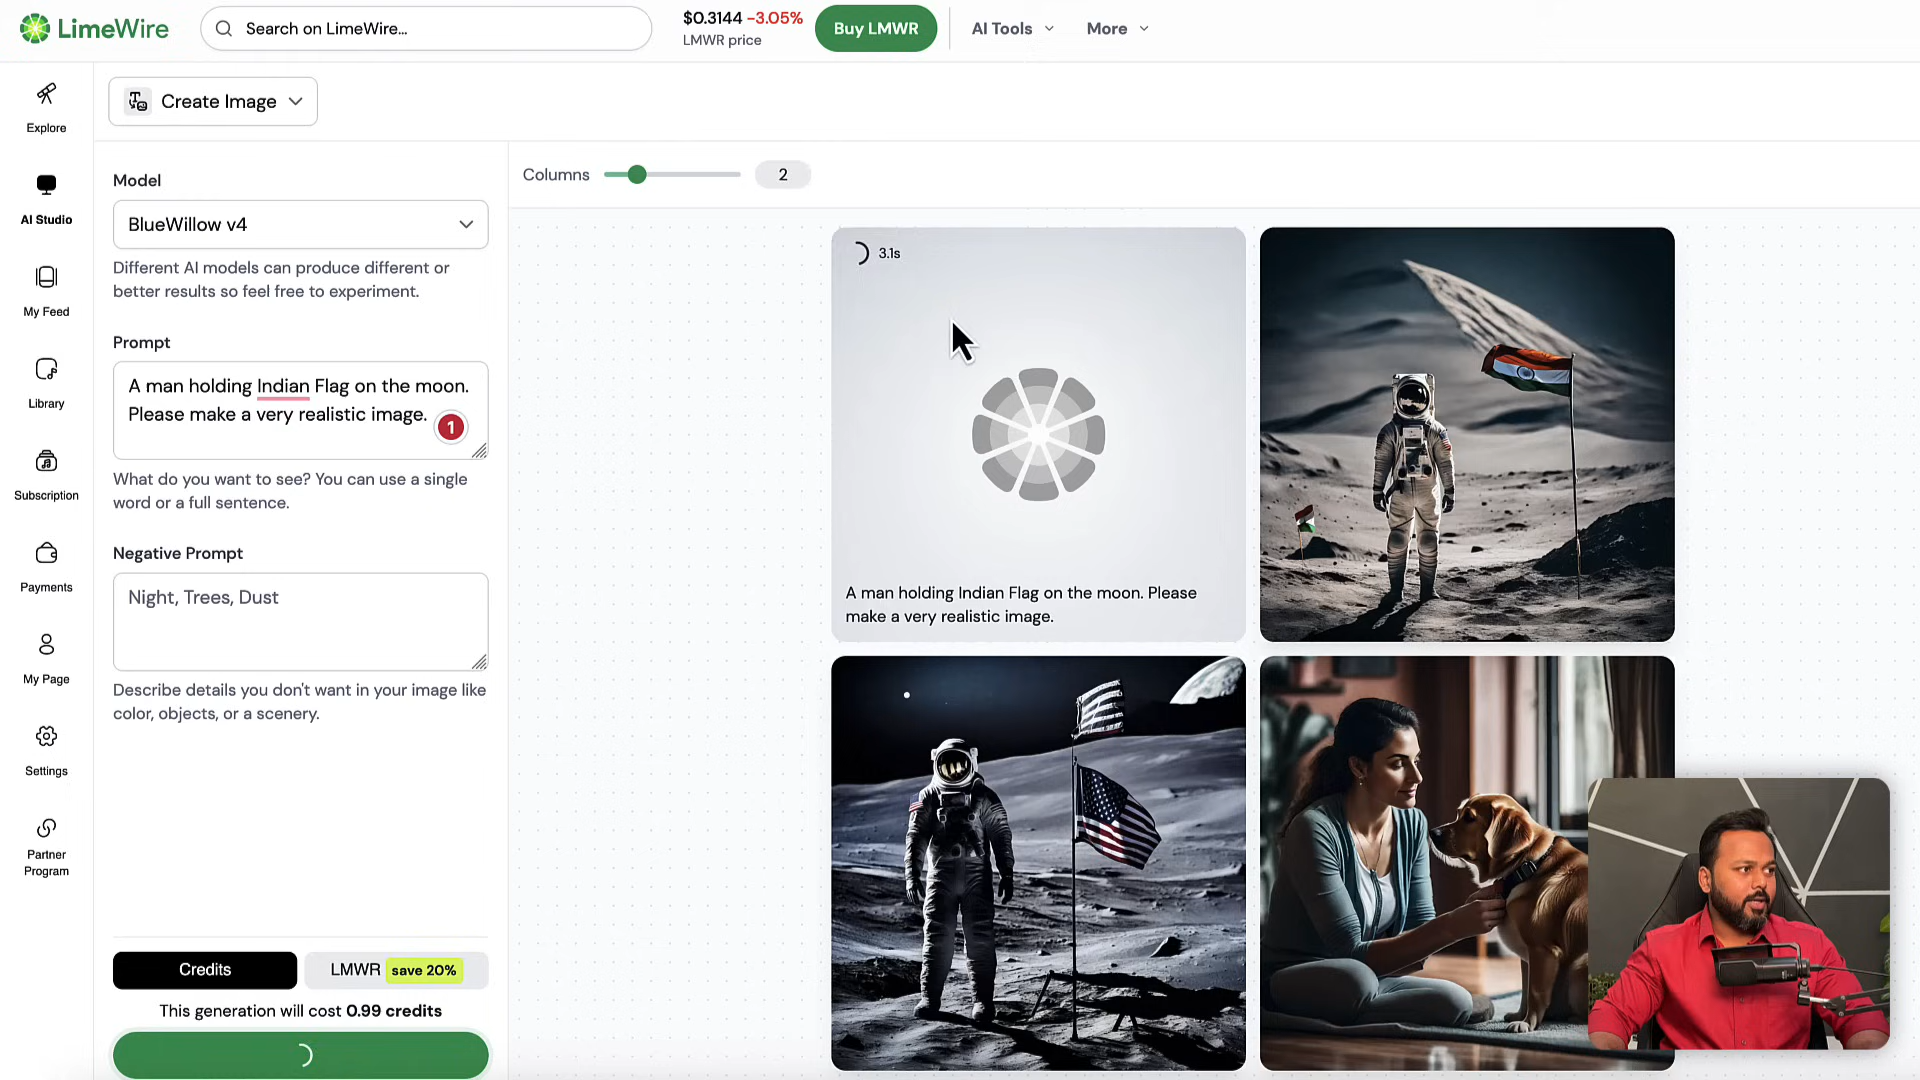 LimeWire
Search on LimeWire...
$0.3144 -3.05%
LMWR price
Buy LMWR
AI Tools
More
Explore
AI Studio
My Feed
Library
Subscription
Payments
My Page
Settings
Partner
Program
Create Image
Model
BlueWillow v4
Different AI models can produce different or
better results so feel free to experiment.
Prompt
A man holding Indian Flag on the moon.
Please make a very realistic image.
1
What do you want to see? You can use a single
word or a full sentence.
Negative Prompt
Night, Trees, Dust
Describe details you don't want in your image like
color, objects, or a scenery.
Credits
LMWR save 20%
This generation will cost 0.99 credits
Columns
2
3.1s
A man holding Indian Flag on the moon. Please
make a very realistic image.